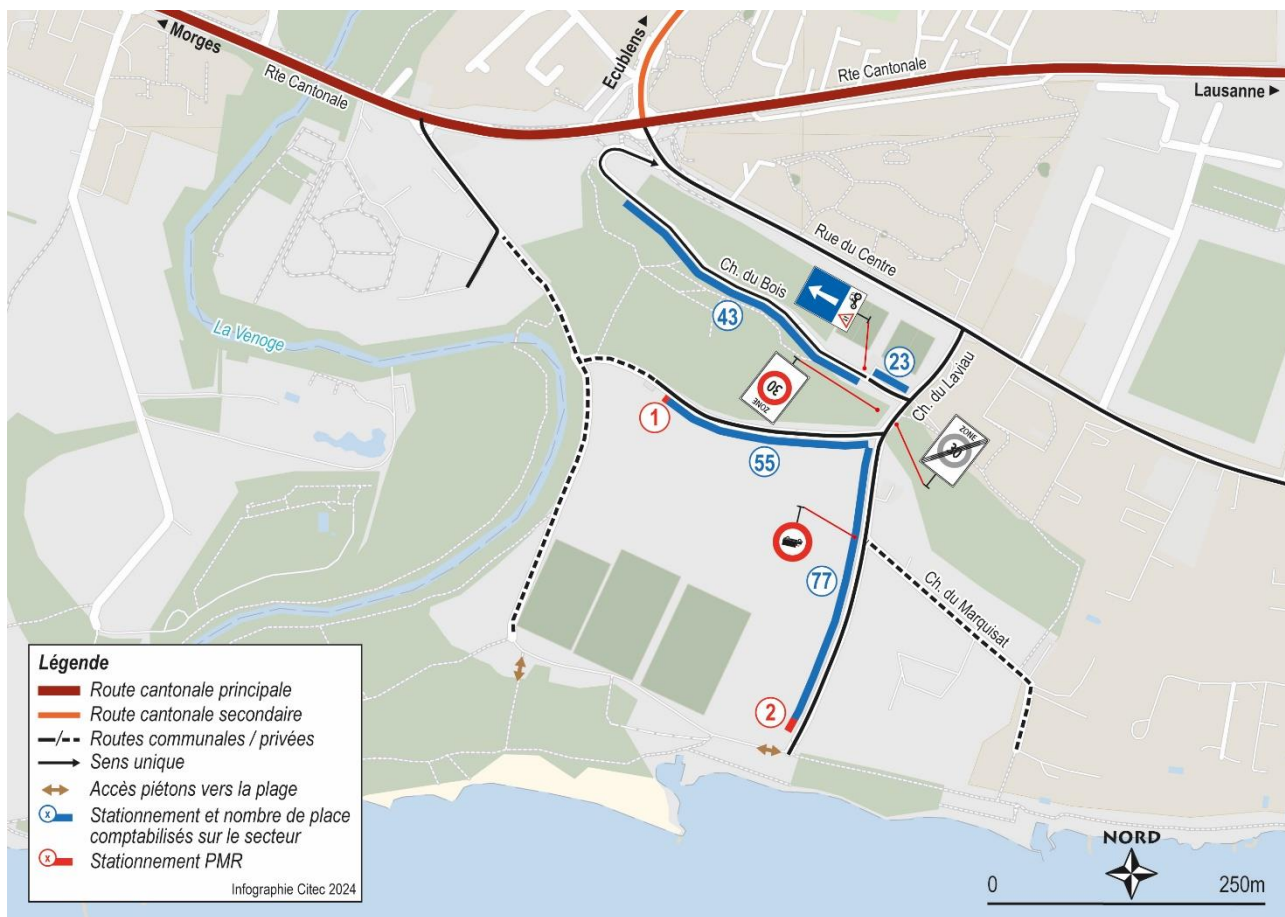 Morges
Rte Cantonale
Ecublens
Rte Cantonale
Lausanne
Rue du Centre
Ch. du Bois
La Venoge
43
23
30
ZONE
Ch. du Laviau
ZONE
30
1
55
77
Ch. du Marquisat
2
Légende
Route cantonale principale
Route cantonale secondaire
Routes communales / privées
Sens unique
Accès piétons vers la plage
x Stationnement et nombre de place
comptabilisés sur le secteur
x Stationnement PMR
Infographie Citec 2024
NORD
0 250m